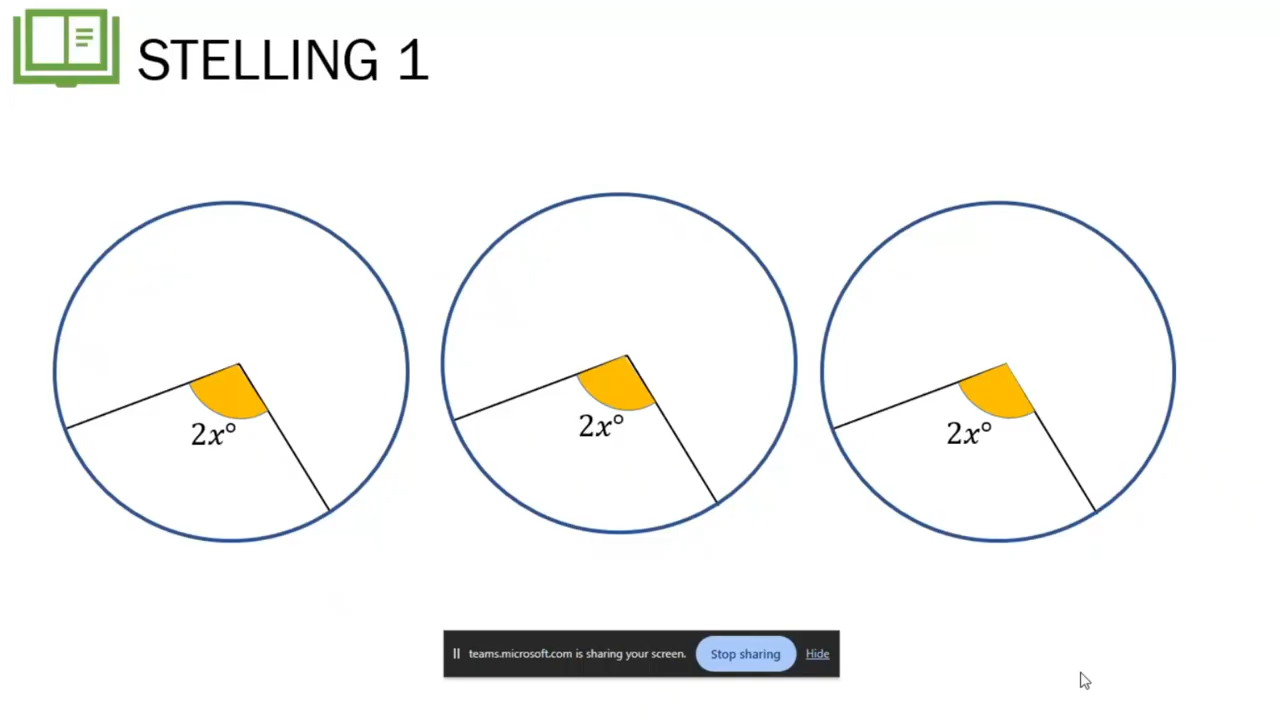 STELLING 1
2x°
2x°
2x°
teams.microsoft.com is sharing your screen.
Stop sharing
Hide